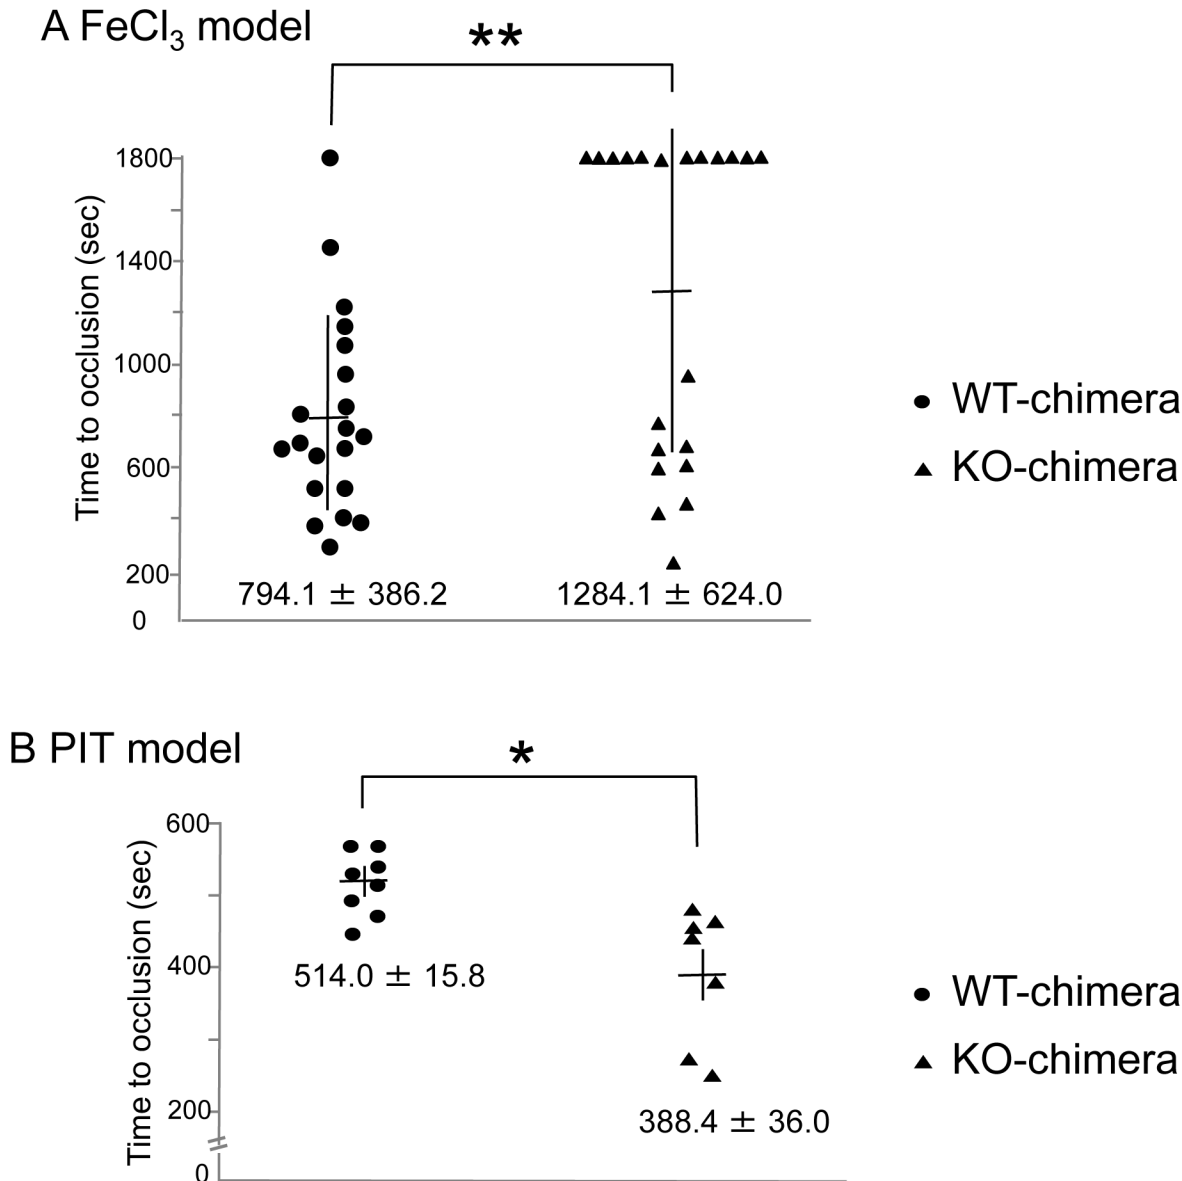 A FeCl₃ model
**
1800
1400
1000
600
200
0
Time to occlusion (sec)
794.1 ± 386.2
1284.1 ± 624.0
WT-chimera
KO-chimera
B PIT model
*
600
400
200
0
Time to occlusion (sec)
514.0 ± 15.8
388.4 ± 36.0
WT-chimera
KO-chimera